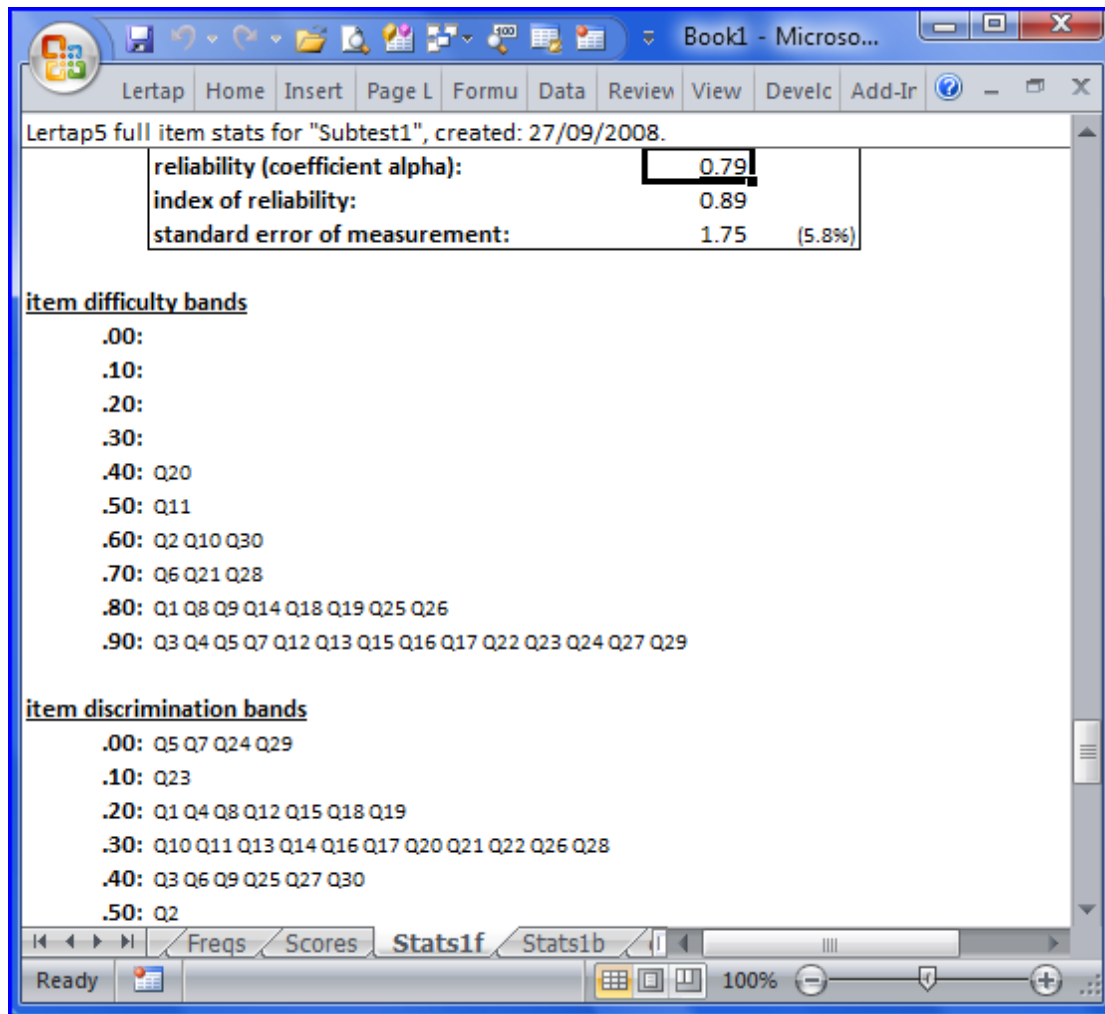 Book1 - Microso...
Lertap Home Insert Page L Formu Data Review View Develc Add-Ir
Lertap5 full item stats for "Subtest1", created: 27/09/2008.
reliability (coefficient alpha): 0.79
index of reliability: 0.89
standard error of measurement: 1.75 (5.8%)
item difficulty bands
.00:
.10:
.20:
.30:
.40: Q20
.50: Q11
.60: Q2 Q10 Q30
.70: Q6 Q21 Q28
.80: Q1 Q8 Q9 Q14 Q18 Q19 Q25 Q26
.90: Q3 Q4 Q5 Q7 Q12 Q13 Q15 Q16 Q17 Q22 Q23 Q24 Q27 Q29
item discrimination bands
.00: Q5 Q7 Q24 Q29
.10: Q23
.20: Q1 Q4 Q8 Q12 Q15 Q18 Q19
.30: Q10 Q11 Q13 Q14 Q16 Q17 Q20 Q21 Q22 Q26 Q28
.40: Q3 Q6 Q9 Q25 Q27 Q30
.50: Q2
Freqs Scores Stats1f Stats1b
Ready 100%